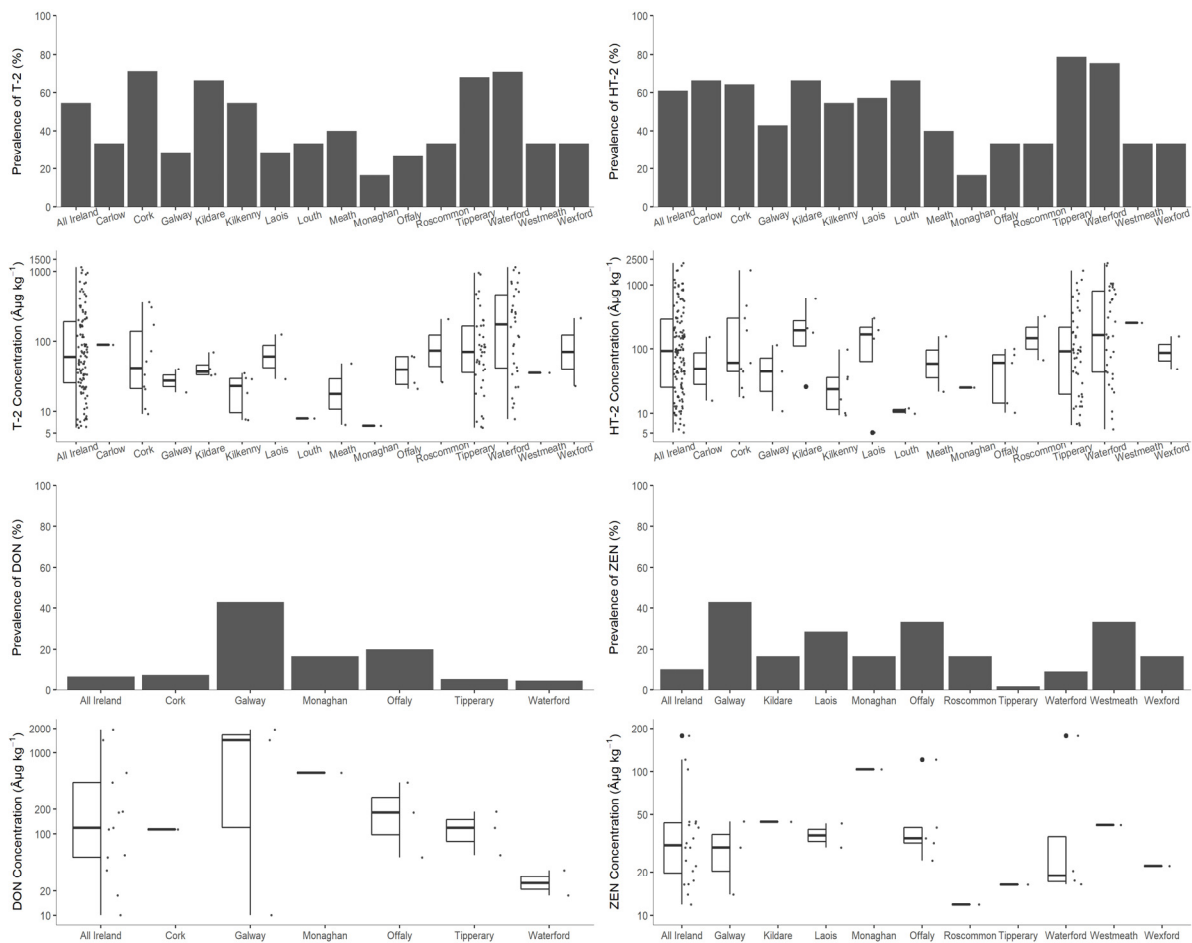 Prevalence of T-2 (%)
100
80
60
40
20
0
All Ireland Carlow Cork Galway Kildare Kilkenny Laois Louth Meath Monaghan Offaly Roscommon Tipperary Waterford Westmeath Wexford
Prevalence of HT-2 (%)
100
80
60
40
20
0
All Ireland Carlow Cork Galway Kildare Kilkenny Laois Louth Meath Monaghan Offaly Roscommon Tipperary Waterford Westmeath Wexford
T-2 Concentration (Âµg kg⁻¹)
1500
1000
100
10
5
All Ireland Carlow Cork Galway Kildare Kilkenny Laois Louth Meath Monaghan Offaly Roscommon Tipperary Waterford Westmeath Wexford
HT-2 Concentration (Âµg kg⁻¹)
2500
1000
100
10
5
All Ireland Carlow Cork Galway Kildare Kilkenny Laois Louth Meath Monaghan Offaly Roscommon Tipperary Waterford Westmeath Wexford
Prevalence of DON (%)
100
80
60
40
20
0
All Ireland Cork Galway Monaghan Offaly Tipperary Waterford
Prevalence of ZEN (%)
100
80
60
40
20
0
All Ireland Galway Kildare Laois Monaghan Offaly Roscommon Tipperary Waterford Westmeath Wexford
DON Concentration (Âµg kg⁻¹)
2000
1000
200
100
20
10
All Ireland Cork Galway Monaghan Offaly Tipperary Waterford
ZEN Concentration (Âµg kg⁻¹)
200
100
50
20
10
All Ireland Galway Kildare Laois Monaghan Offaly Roscommon Tipperary Waterford Westmeath Wexford